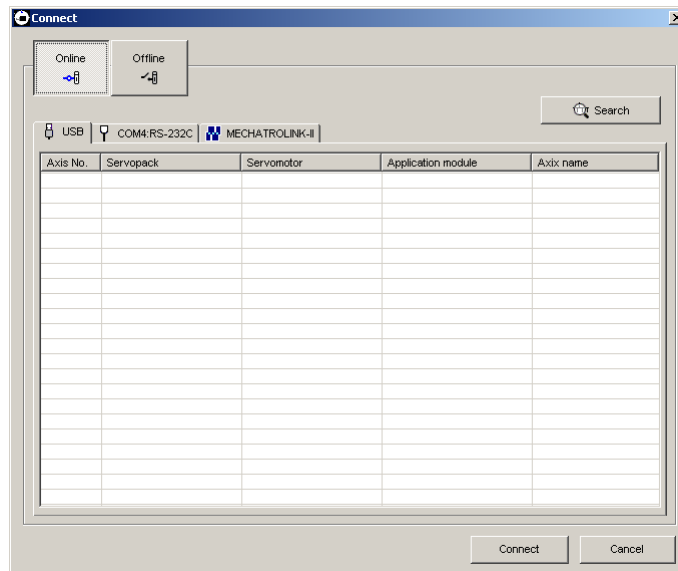 Connect
Online
Offline
Search
USB
COM4:RS-232C
MECHATROLINK-II
Axis No. Servopack Servomotor Application module Axix name
Connect Cancel